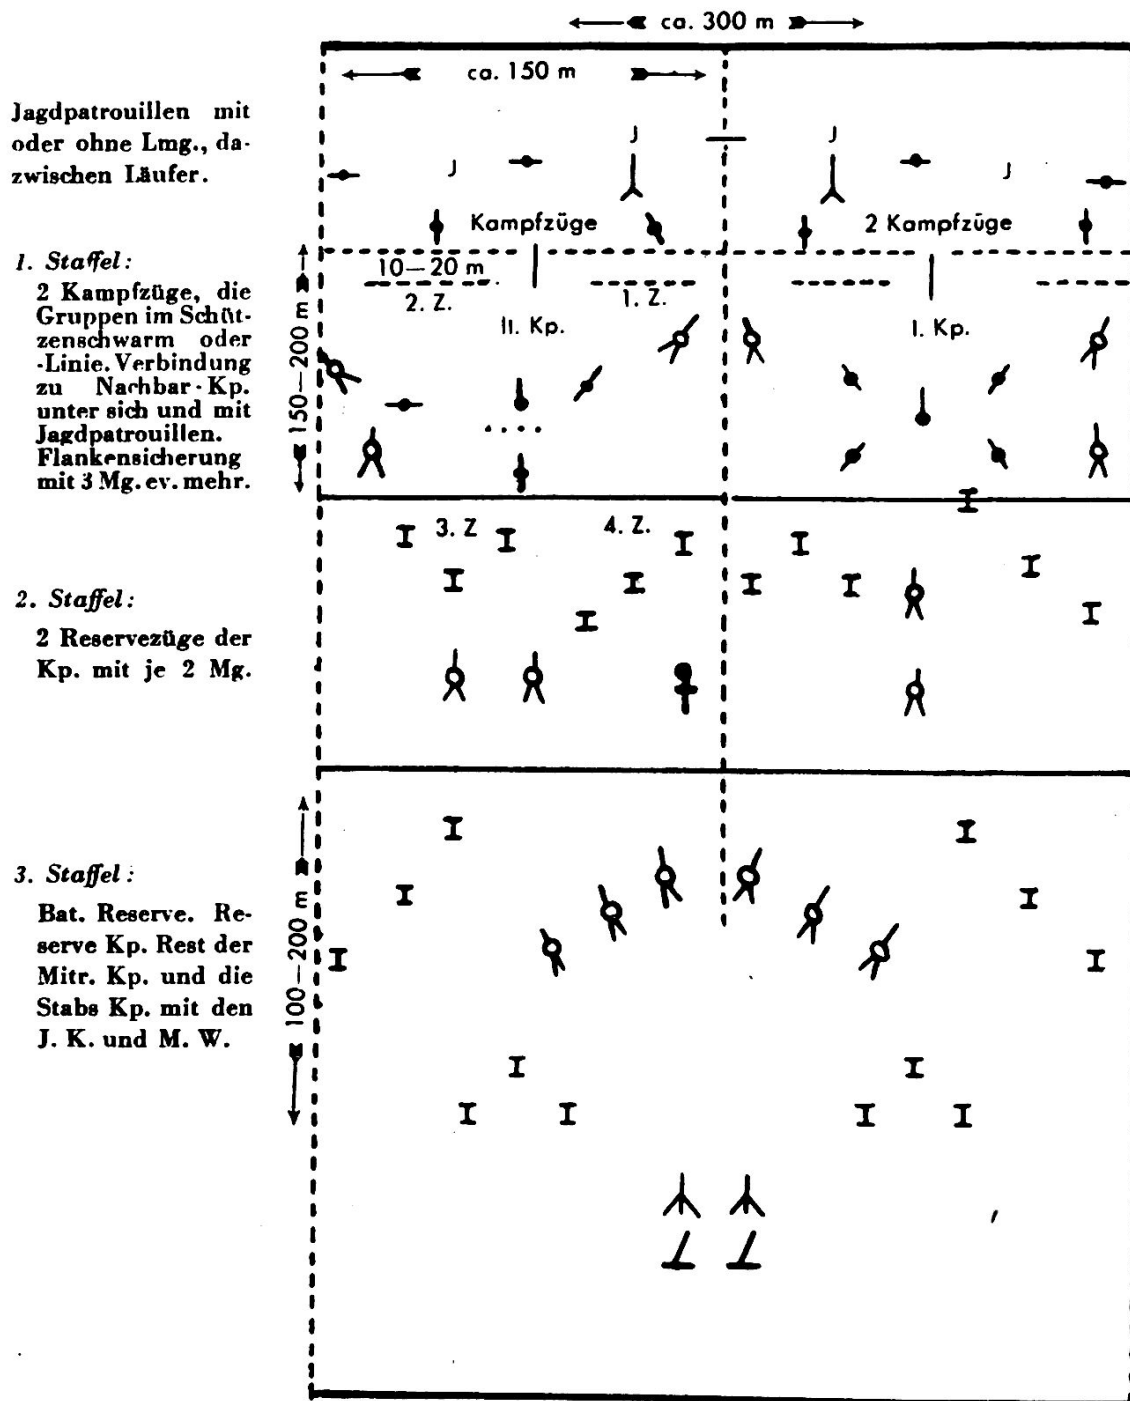 ca. 300 m
ca. 150 m
Jagdpatrouillen mit
oder ohne Lmg., da-
zwischen Läufer.
J
J
J
J
Kampfzüge
2 Kampfzüge
1. Staffel:
2 Kampfzüge, die
Gruppen im Schüt-
zenschwarm oder
-Linie. Verbindung
zu Nachbar-Kp.
unter sich und mit
Jagdpatrouillen.
Flankensicherung
mit 3 Mg. ev. mehr.
150—200 m
10—20 m
2. Z.
1. Z.
II. Kp.
I. Kp.
3. Z
4. Z.
2. Staffel:
2 Reservezüge der
Kp. mit je 2 Mg.
3. Staffel:
Bat. Reserve. Re-
serve Kp. Rest der
Mitr. Kp. und die
Stabs Kp. mit den
J. K. und M. W.
100—200 m